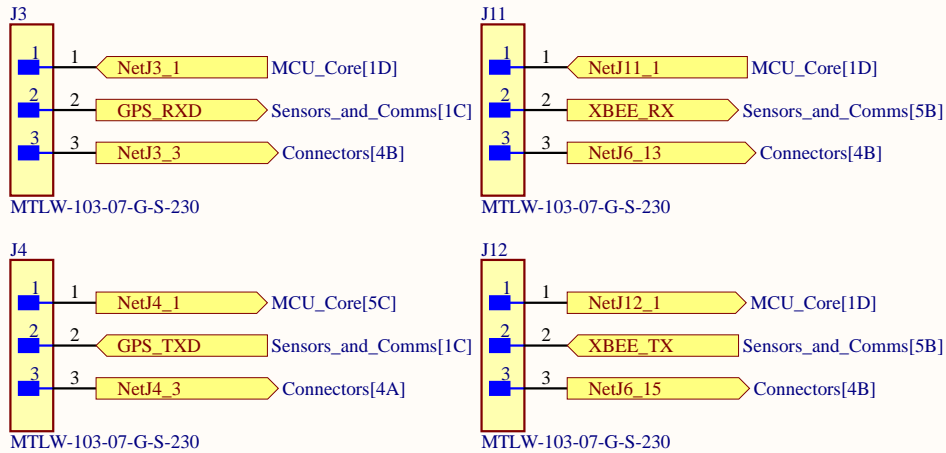 J3
1 1 NetJ3_1 MCU_Core[1D]
2 2 GPS_RXD Sensors_and_Comms[1C]
3 3 NetJ3_3 Connectors[4B]
MTLW-103-07-G-S-230
J11
1 1 NetJ11_1 MCU_Core[1D]
2 2 XBEE_RX Sensors_and_Comms[5B]
3 3 NetJ6_13 Connectors[4B]
MTLW-103-07-G-S-230
J4
1 1 NetJ4_1 MCU_Core[5C]
2 2 GPS_TXD Sensors_and_Comms[1C]
3 3 NetJ4_3 Connectors[4A]
MTLW-103-07-G-S-230
J12
1 1 NetJ12_1 MCU_Core[1D]
2 2 XBEE_TX Sensors_and_Comms[5B]
3 3 NetJ6_15 Connectors[4B]
MTLW-103-07-G-S-230